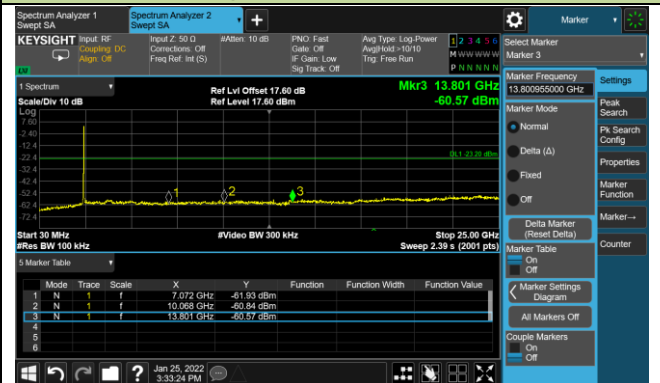 Spectrum Analyzer 1
Swept SA
Spectrum Analyzer 2
Swept SA
Marker
KEYSIGHT
Input: RF
Coupling: DC
Align: Off
Input Z: 50 Ω
Corrections: Off
Freq Ref: Int (S)
#Atten: 10 dB
PNO: Fast
Gate: Off
IF Gain: Low
Sig Track: Off
Avg Type: Log-Power
Avg|Hold:>10/10
Trig: Free Run
1 2 3 4 5 6
M W W W W W
P N N N N N
Select Marker
Marker 3
LXI
1 Spectrum
Scale/Div 10 dB
Log
Ref Lvl Offset 17.60 dB
Ref Level 17.60 dBm
Mkr3 13.801 GHz
-60.57 dBm
7.60
-2.40
-12.4
-22.4
-32.4
-42.4
-52.4
-62.4
-72.4
1
2
3
Start 30 MHz
#Res BW 100 kHz
#Video BW 300 kHz
Stop 25.00 GHz
Sweep 2.39 s (2001 pts)
5 Marker Table
Mode Trace Scale X Y Function Function Width Function Value
1 N 1 f 7.072 GHz -61.93 dBm
2 N 1 f 10.068 GHz -60.84 dBm
3 N 1 f 13.801 GHz -60.57 dBm
4
5
6
Marker Frequency
13.800955000 GHz
Marker Mode
Normal
Delta (Δ)
Fixed
Off
Delta Marker
(Reset Delta)
Marker Table
On
Off
Marker Settings
Diagram
All Markers Off
Couple Markers
On
Off
Settings
Peak
Search
Pk Search
Config
Properties
Marker
Function
Marker→
Counter
?
Jan 25, 2022
3:33:24 PM